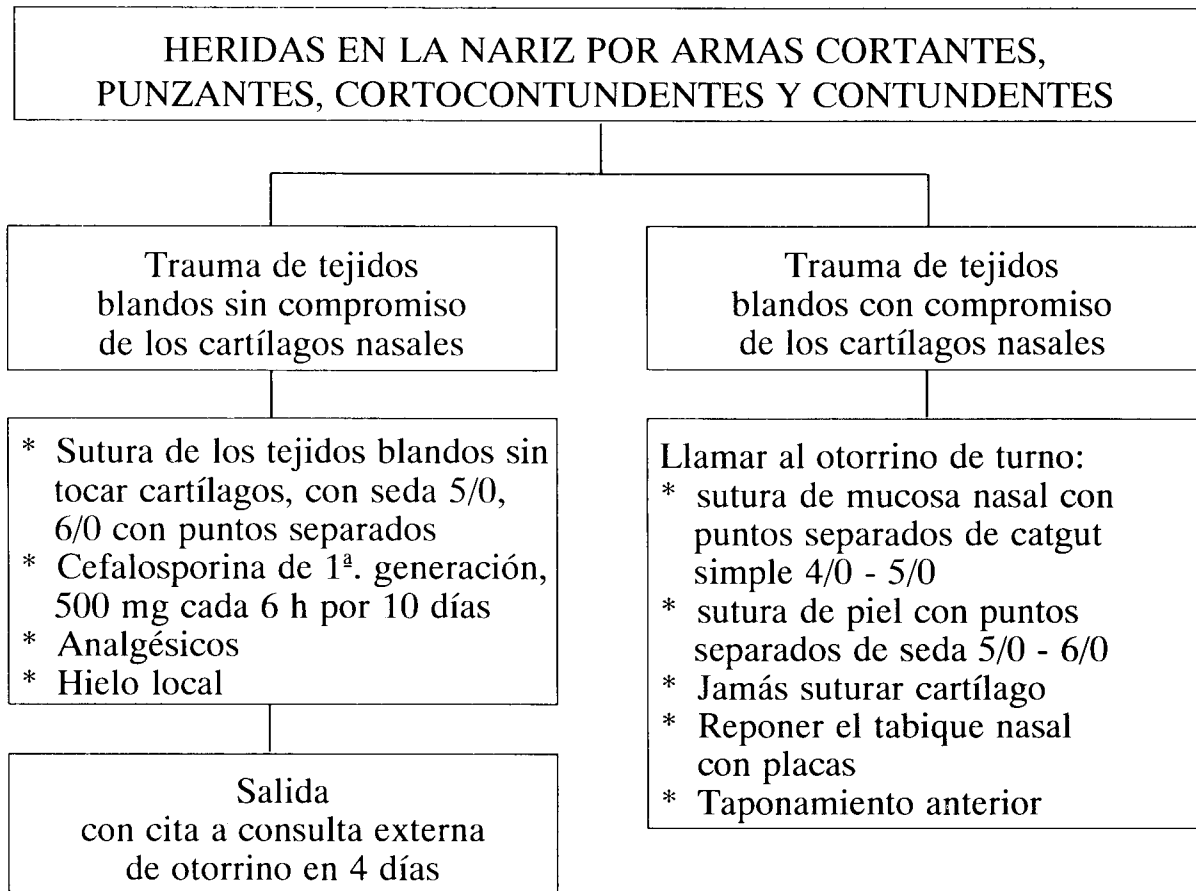 HERIDAS EN LA NARIZ POR ARMAS CORTANTES,
PUNZANTES, CORTOCONTUNDENTES Y CONTUNDENTES
Trauma de tejidos
blandos sin compromiso
de los cartílagos nasales
* Sutura de los tejidos blandos sin
tocar cartílagos, con seda 5/0,
6/0 con puntos separados
* Cefalosporina de 1ª. generación,
500 mg cada 6 h por 10 días
* Analgésicos
* Hielo local
Salida
con cita a consulta externa
de otorrino en 4 días
Trauma de tejidos
blandos con compromiso
de los cartílagos nasales
Llamar al otorrino de turno:
* sutura de mucosa nasal con
puntos separados de catgut
simple 4/0 - 5/0
* sutura de piel con puntos
separados de seda 5/0 - 6/0
* Jamás suturar cartílago
* Reponer el tabique nasal
con placas
* Taponamiento anterior